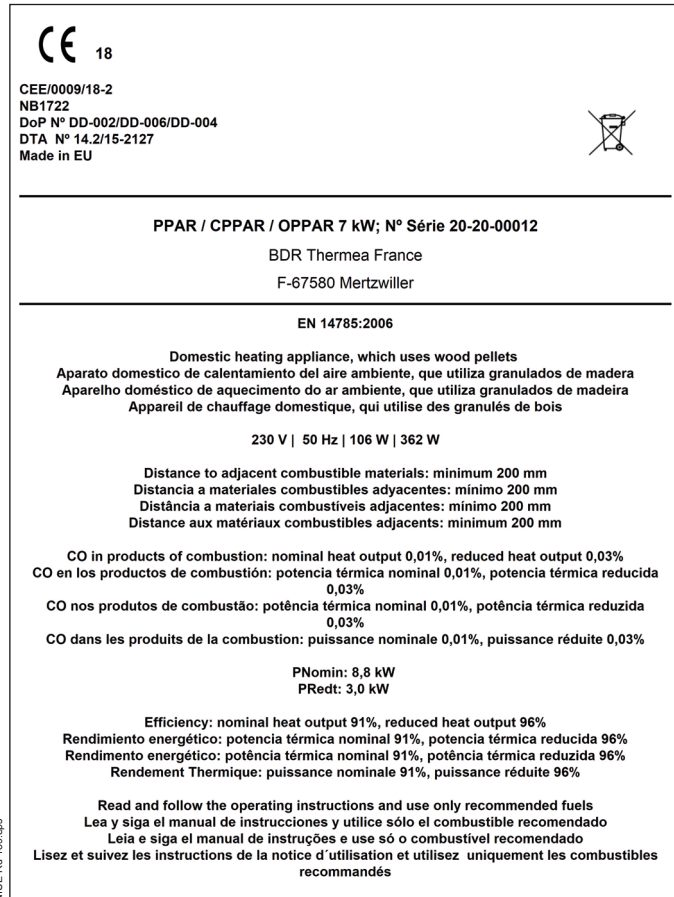 CE 18
CEE/0009/18-2
NB1722
DoP Nº DD-002/DD-006/DD-004
DTA Nº 14.2/15-2127
Made in EU
PPAR / CPPAR / OPPAR 7 kW; Nº Série 20-20-00012
BDR Thermea France
F-67580 Mertzwiller
EN 14785:2006
Domestic heating appliance, which uses wood pellets
Aparato domestico de calentamiento del aire ambiente, que utiliza granulados de madera
Aparelho doméstico de aquecimento do ar ambiente, que utiliza granulados de madeira
Appareil de chauffage domestique, qui utilise des granulés de bois
230 V | 50 Hz | 106 W | 362 W
Distance to adjacent combustible materials: minimum 200 mm
Distancia a materiales combustibles adyacentes: mínimo 200 mm
Distância a materiais combustíveis adjacentes: mínimo 200 mm
Distance aux matériaux combustibles adjacents: minimum 200 mm
CO in products of combustion: nominal heat output 0,01%, reduced heat output 0,03%
CO en los productos de combustión: potencia térmica nominal 0,01%, potencia térmica reducida
0,03%
CO nos produtos de combustão: potência térmica nominal 0,01%, potência térmica reduzida
0,03%
CO dans les produits de la combustion: puissance nominale 0,01%, puissance réduite 0,03%
PNomin: 8,8 kW
PRedt: 3,0 kW
Efficiency: nominal heat output 91%, reduced heat output 96%
Rendimiento energético: potencia térmica nominal 91%, potencia térmica reducida 96%
Rendimento energético: potência térmica nominal 91%, potência térmica reduzida 96%
Rendement Thermique: puissance nominale 91%, puissance réduite 96%
Read and follow the operating instructions and use only recommended fuels
Lea y siga el manual de instrucciones y utilice sólo el combustible recomendado
Leia e siga el manual de instruções e use só o combustível recomendado
Lisez et suivez les instructions de la notice d´utilisation et utilisez uniquement les combustibles
recommandés